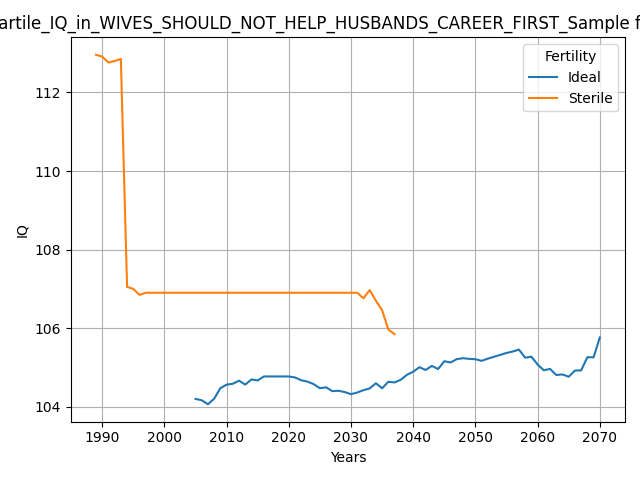 artile_IQ_in_WIVES_SHOULD_NOT_HELP_HUSBANDS_CAREER_FIRST_Sample f
Fertility
Ideal
Sterile
112
110
108
106
104
IQ
1990 2000 2010 2020 2030 2040 2050 2060 2070
Years